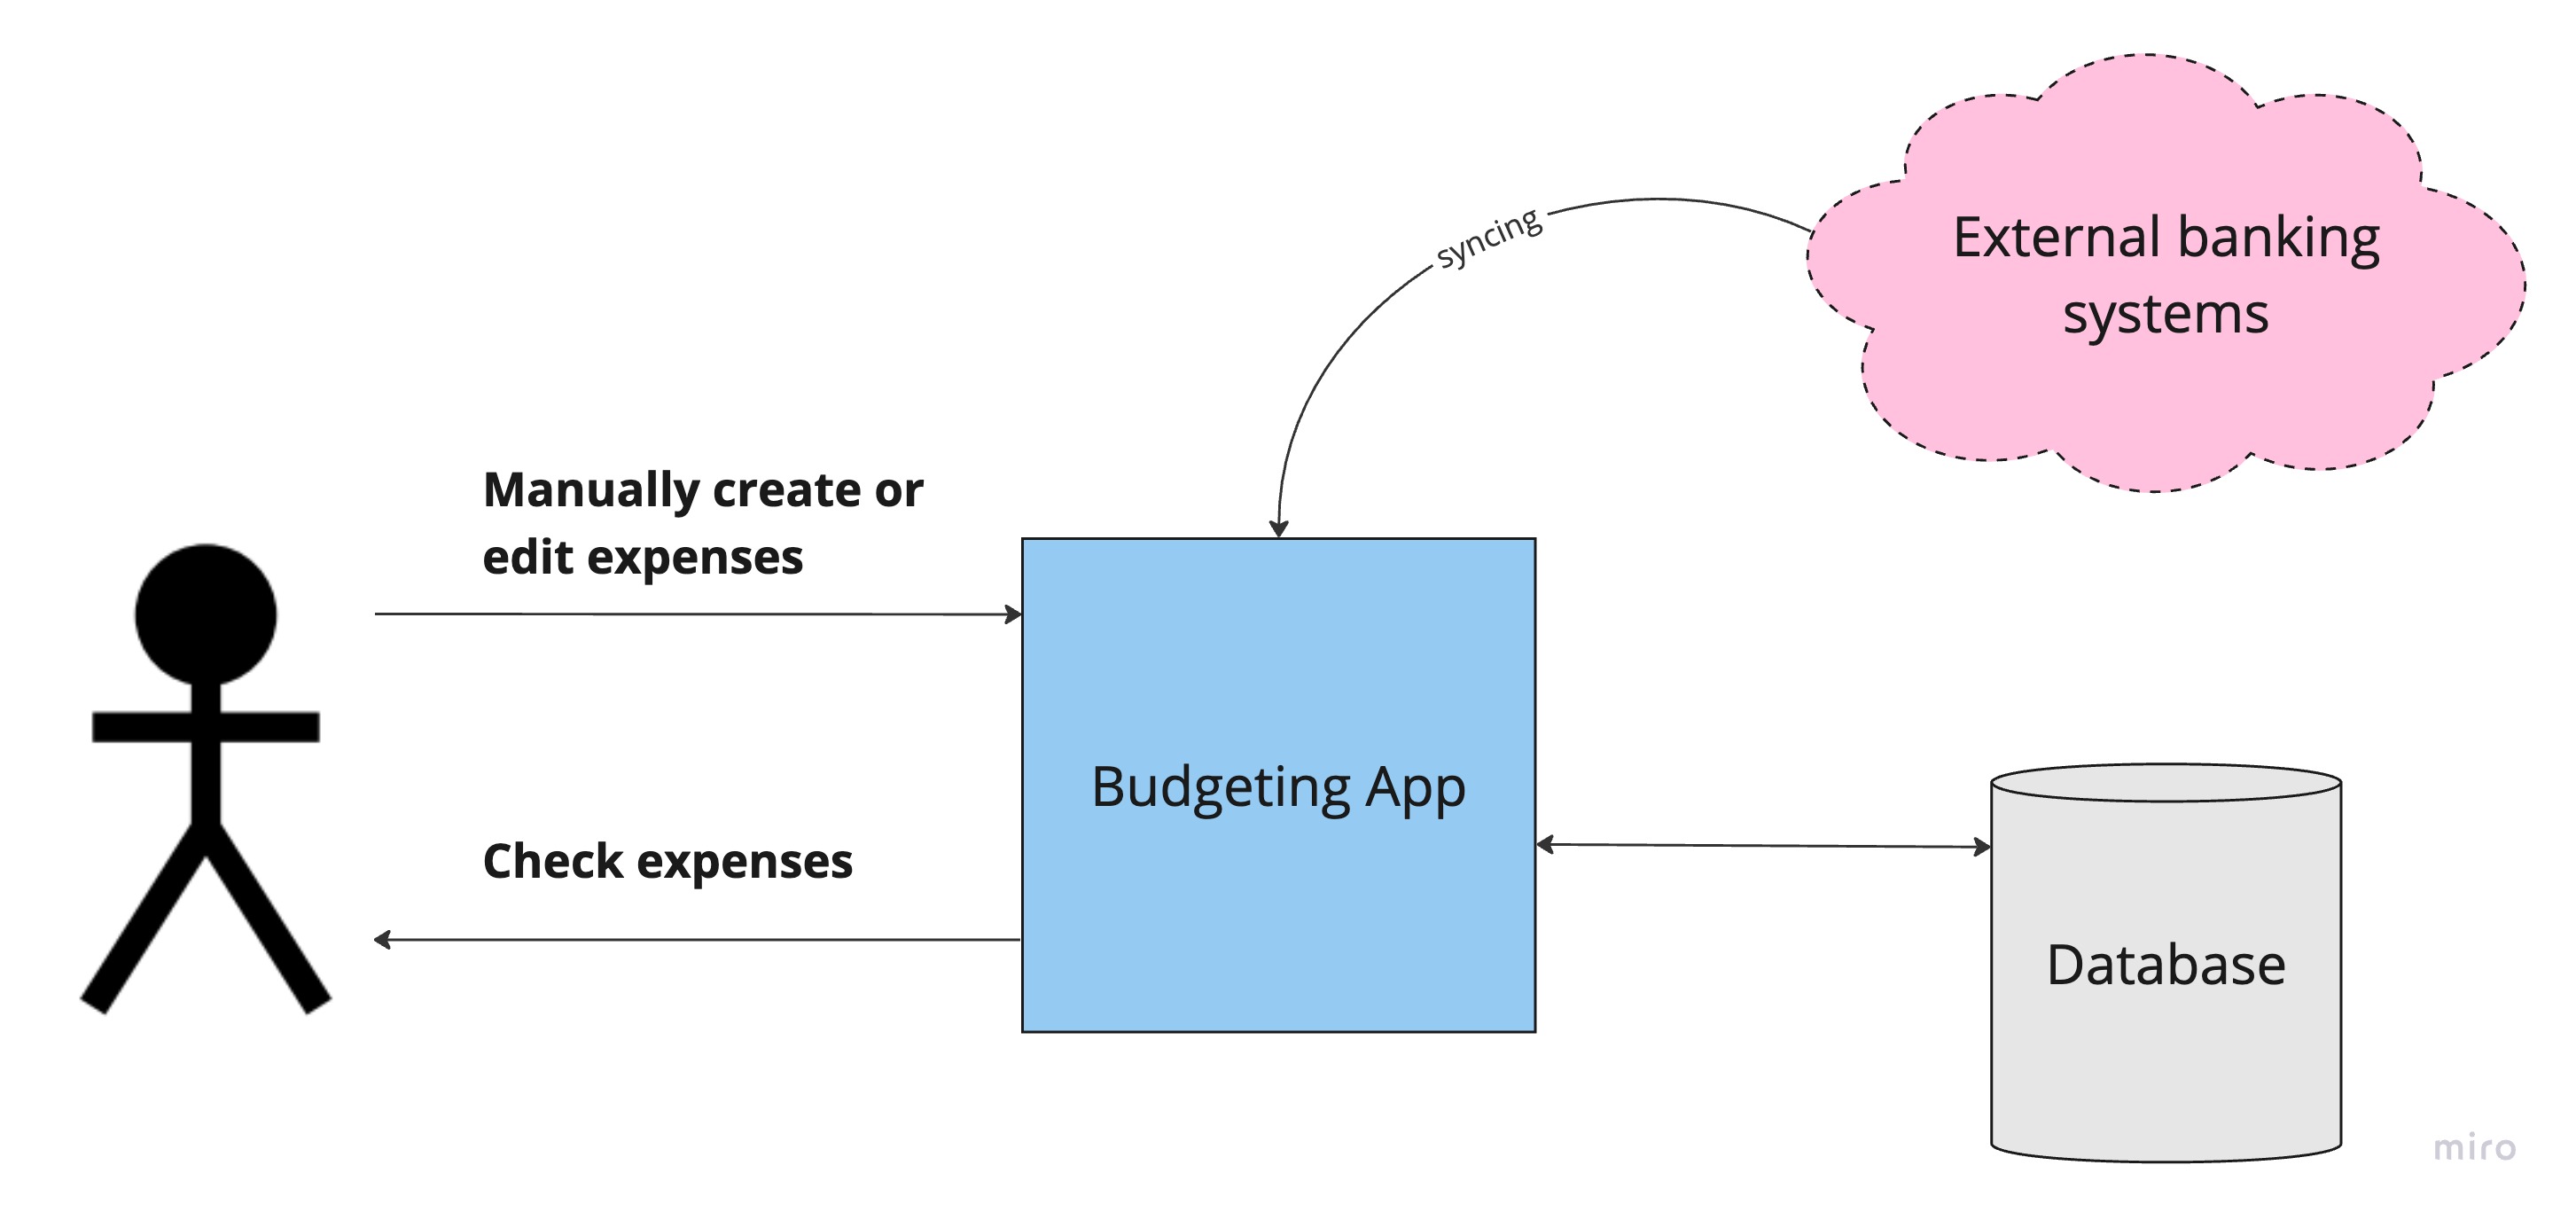 External banking
systems
syncing
Manually create or
edit expenses
Budgeting App
Check expenses
Database
miro